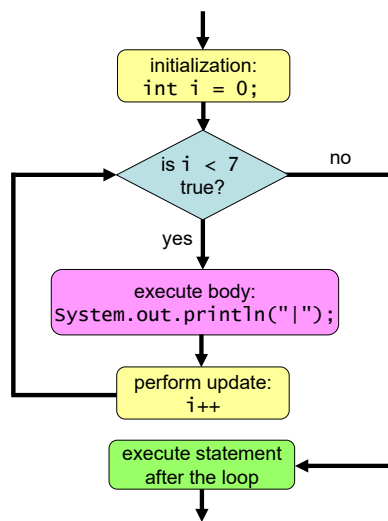 initialization:
int i = 0;
is i < 7
true?
no
yes
execute body:
System.out.println("|");
perform update:
i++
execute statement
after the loop